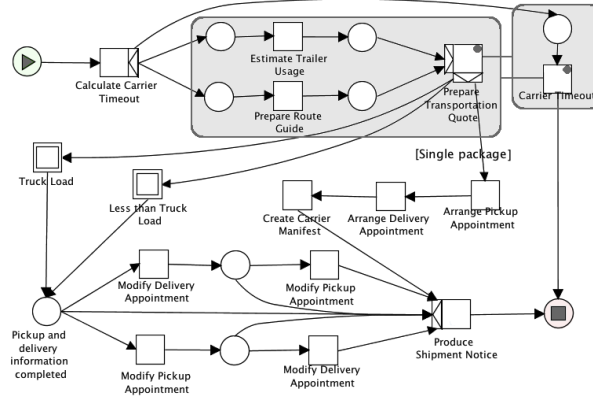 Estimate Trailer
Usage
Calculate Carrier
Timeout
Prepare Route
Guide
Prepare
Transportation
Quote
Carrier Timeout
[Single package]
Truck Load
Less than Truck
Load
Create Carrier
Manifest
Arrange Delivery
Appointment
Arrange Pickup
Appointment
Modify Delivery
Appointment
Modify Pickup
Appointment
Pickup and
delivery
information
completed
Produce
Shipment Notice
Modify Pickup
Appointment
Modify Delivery
Appointment